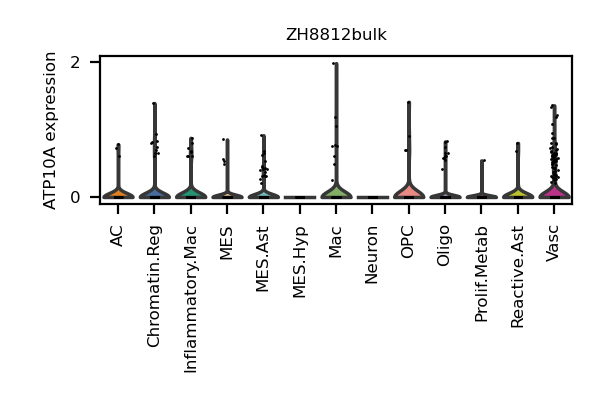 ZH8812bulk
ATP10A expression
2
0
AC
Chromatin.Reg
Inflammatory.Mac
MES
MES.Ast
MES.Hyp
Mac
Neuron
OPC
Oligo
Prolif.Metab
Reactive.Ast
Vasc